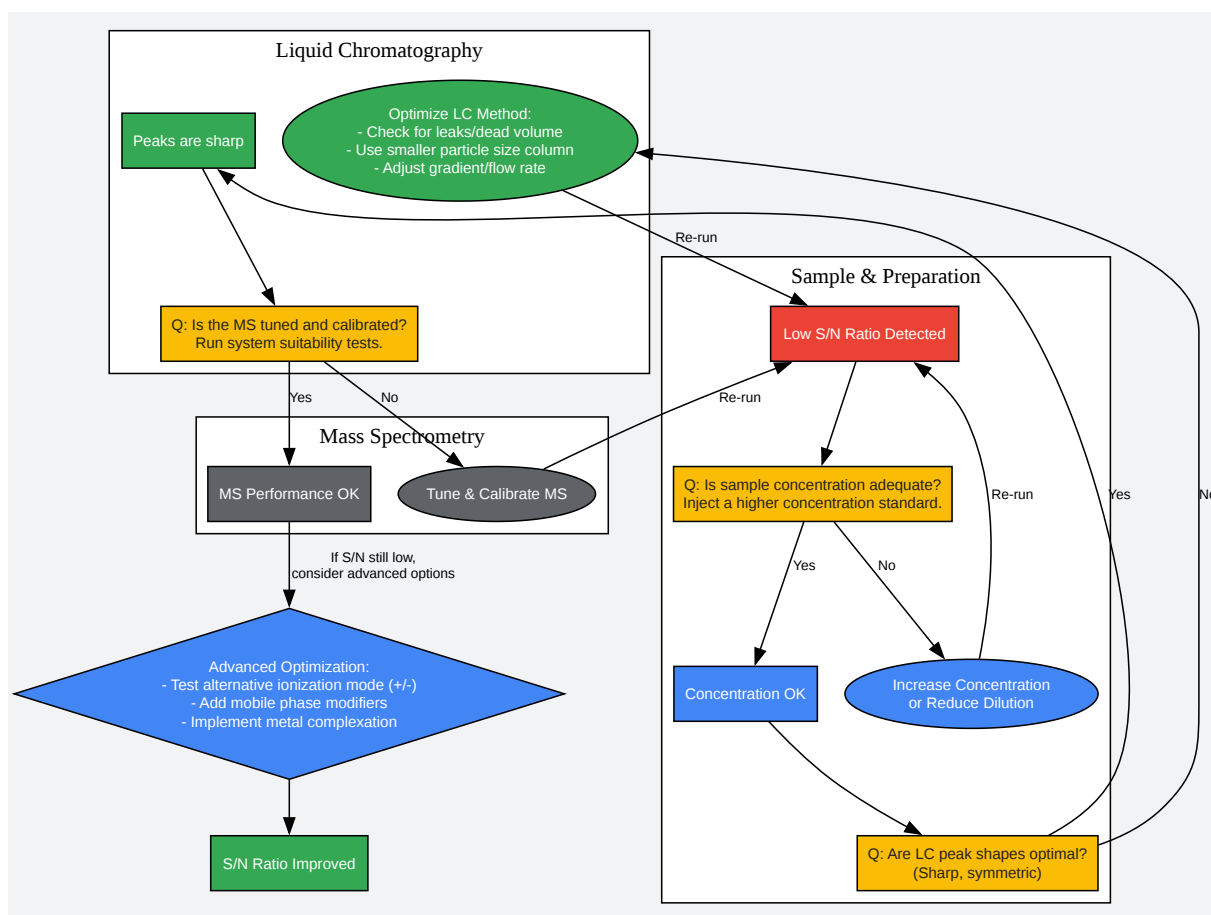 Liquid Chromatography
Peaks are sharp
Optimize LC Method:
- Check for leaks/dead volume
- Use smaller particle size column
- Adjust gradient/flow rate
Re-run
Sample & Preparation
Low S/N Ratio Detected
Q: Is the MS tuned and calibrated?
Run system suitability tests.
Yes
No
Re-run
Mass Spectrometry
MS Performance OK
Tune & Calibrate MS
Q: Is sample concentration adequate?
Inject a higher concentration standard.
Re-run
Yes
No
If S/N still low,
consider advanced options
Yes
No
Advanced Optimization:
- Test alternative ionization mode (+/-)
- Add mobile phase modifiers
- Implement metal complexation
Concentration OK
Increase Concentration
or Reduce Dilution
S/N Ratio Improved
Q: Are LC peak shapes optimal?
(Sharp, symmetric)